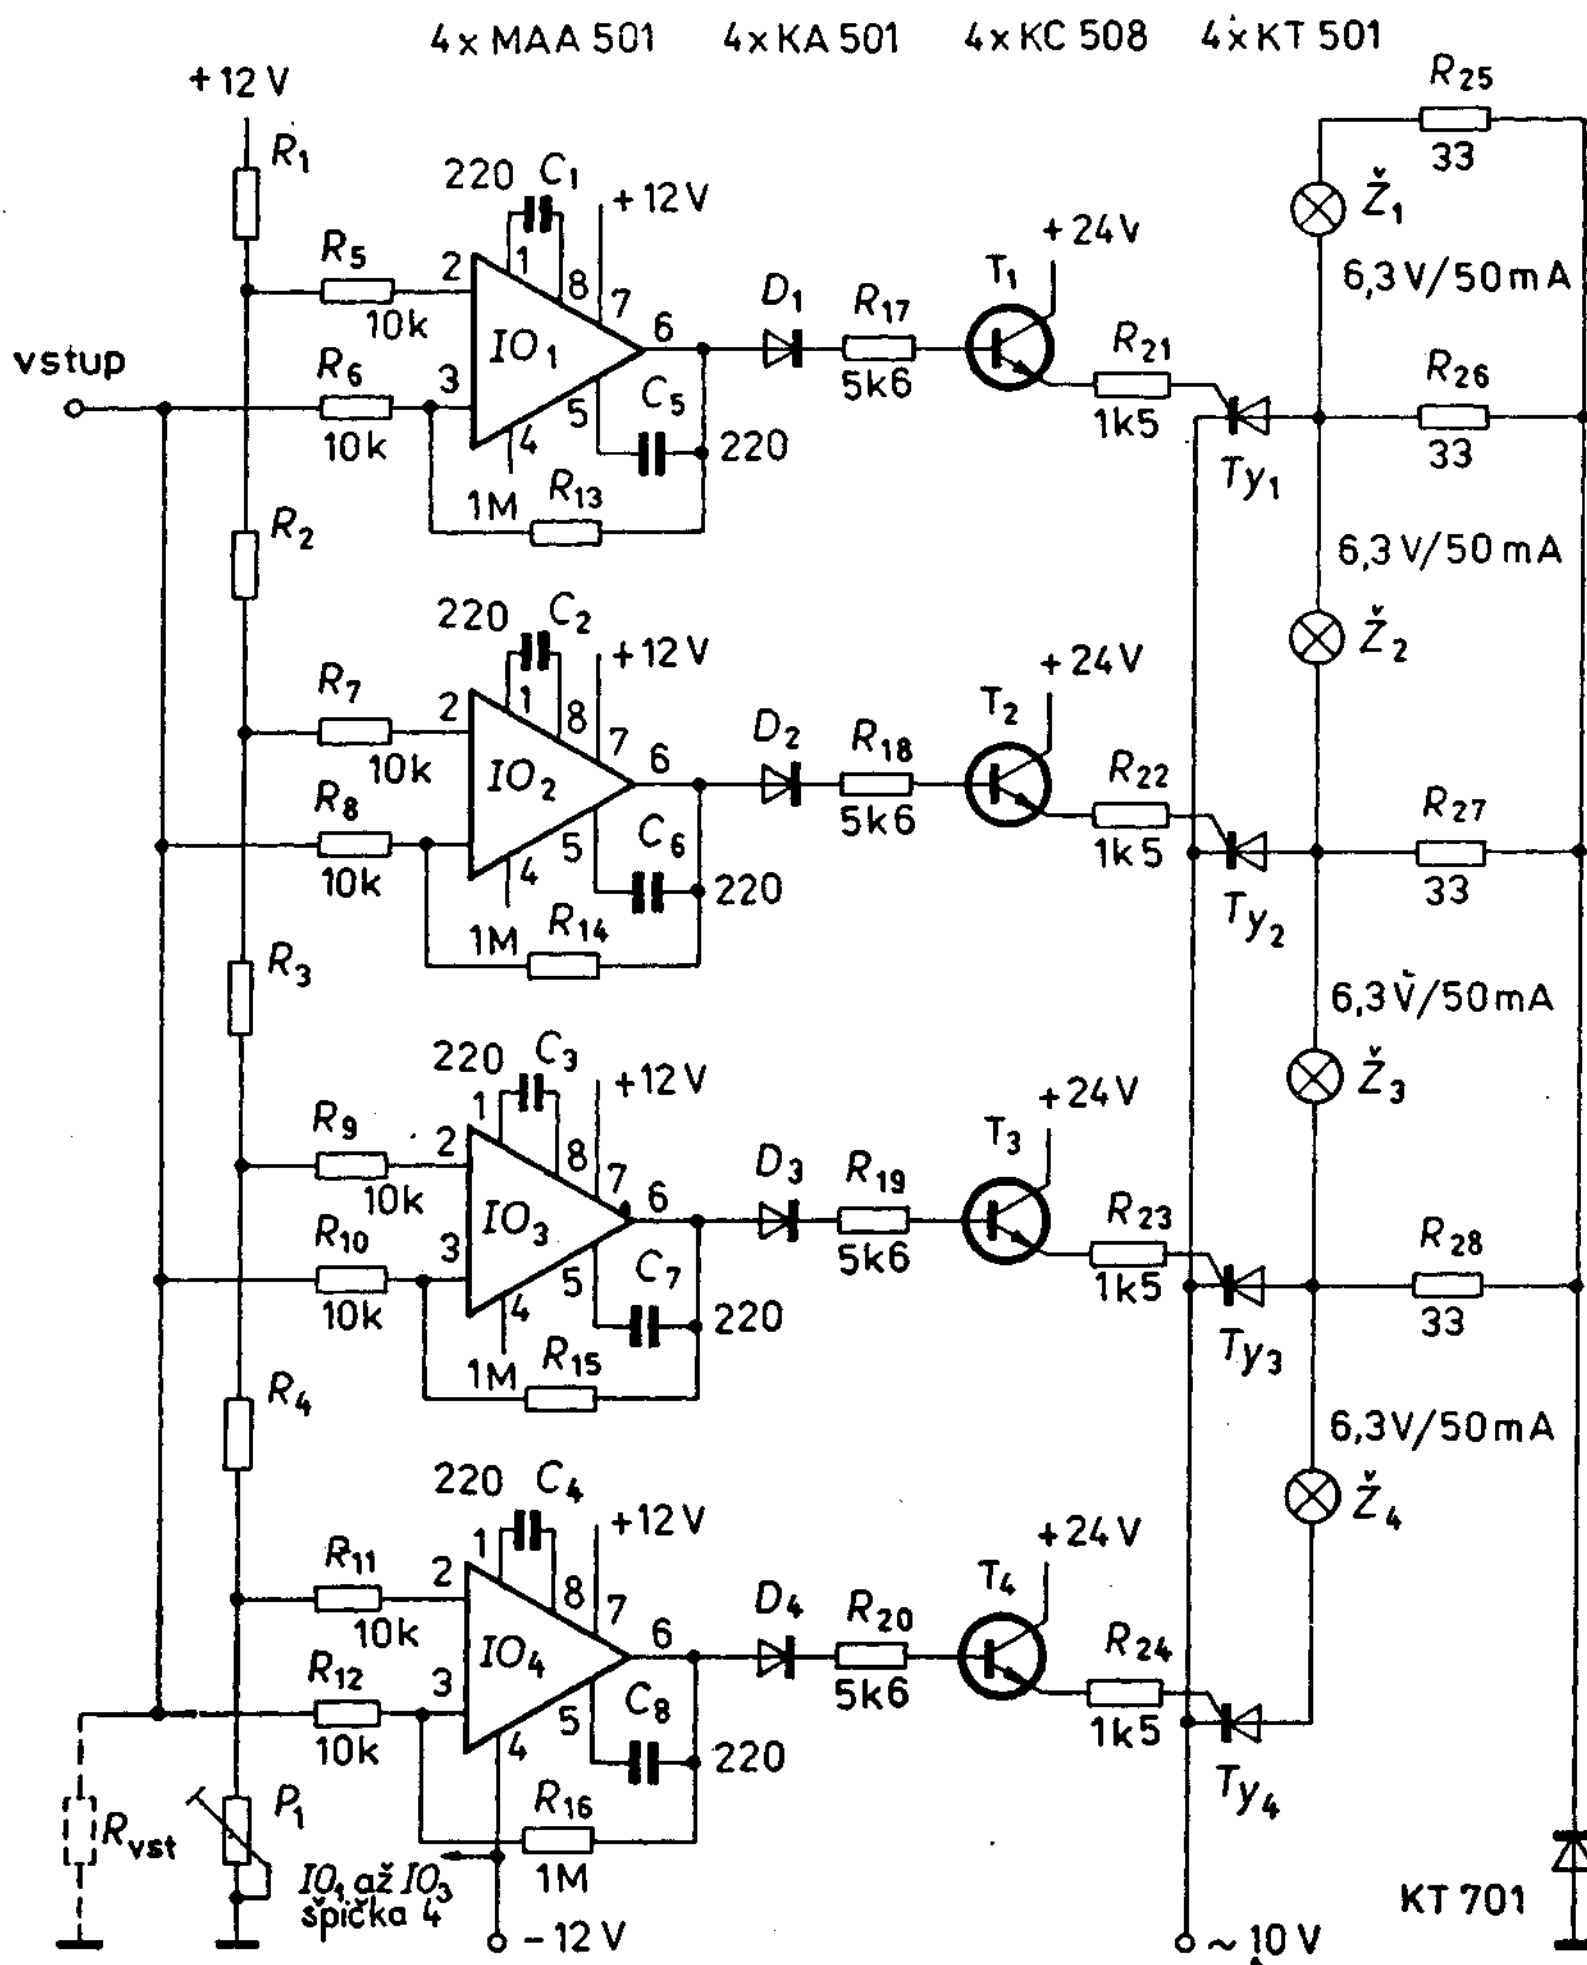 4x MAA 501 4x KA 501 4x KC 508 4x KT 501
+12 V
R1
220 C1
+12 V
R25
33
Ž1
+24 V
6,3 V/50 mA
R5
10k
2
1
8
7
IO1
6
D1
R17
5k6
T1
R21
1k5
vstup
R6
10k
3
5
4
C5
220
Ty1
R26
33
1M
R13
R2
6,3 V/50 mA
220 C2
+12 V
Ž2
+24 V
R7
10k
2
1
8
7
IO2
6
D2
R18
5k6
T2
R22
1k5
R8
10k
5
4
C6
220
Ty2
R27
33
1M
R14
R3
6,3 V/50 mA
220 C3
+12 V
Ž3
+24 V
R9
10k
2
1
8
7
IO3
6
D3
R19
5k6
T3
R23
1k5
R10
10k
3
5
4
C7
220
Ty3
R28
33
1M
R15
R4
6,3 V/50 mA
220 C4
+12 V
Ž4
+24 V
R11
10k
2
1
8
7
IO4
6
D4
R20
5k6
T4
R24
1k5
R12
10k
3
5
4
C8
220
Ty4
Rvst
P1
R16
1M
IO1 až IO3
špička 4
KT 701
-12 V
~10 V